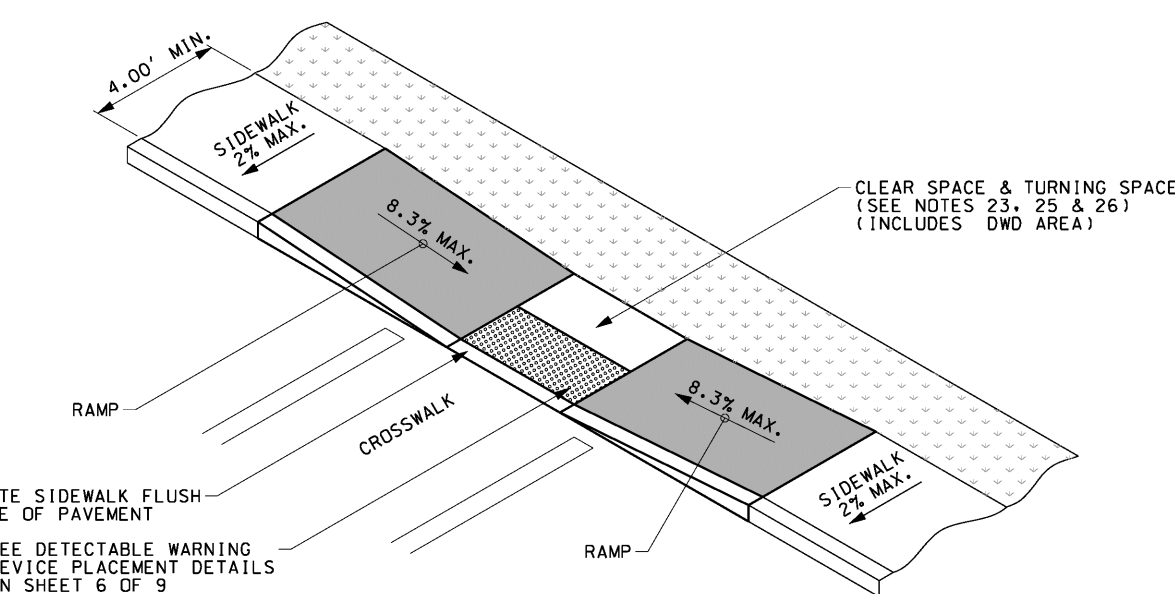 4.00' MIN.
SIDEWALK
2% MAX.
8.3% MAX.
CLEAR SPACE & TURNING SPACE
(SEE NOTES 23, 25 & 26)
(INCLUDES DWD AREA)
RAMP
CROSSWALK
8.3% MAX.
SIDEWALK
2% MAX.
TE SIDEWALK FLUSH
E OF PAVEMENT
EE DETECTABLE WARNING
EVICE PLACEMENT DETAILS
N SHEET 6 OF 9
RAMP